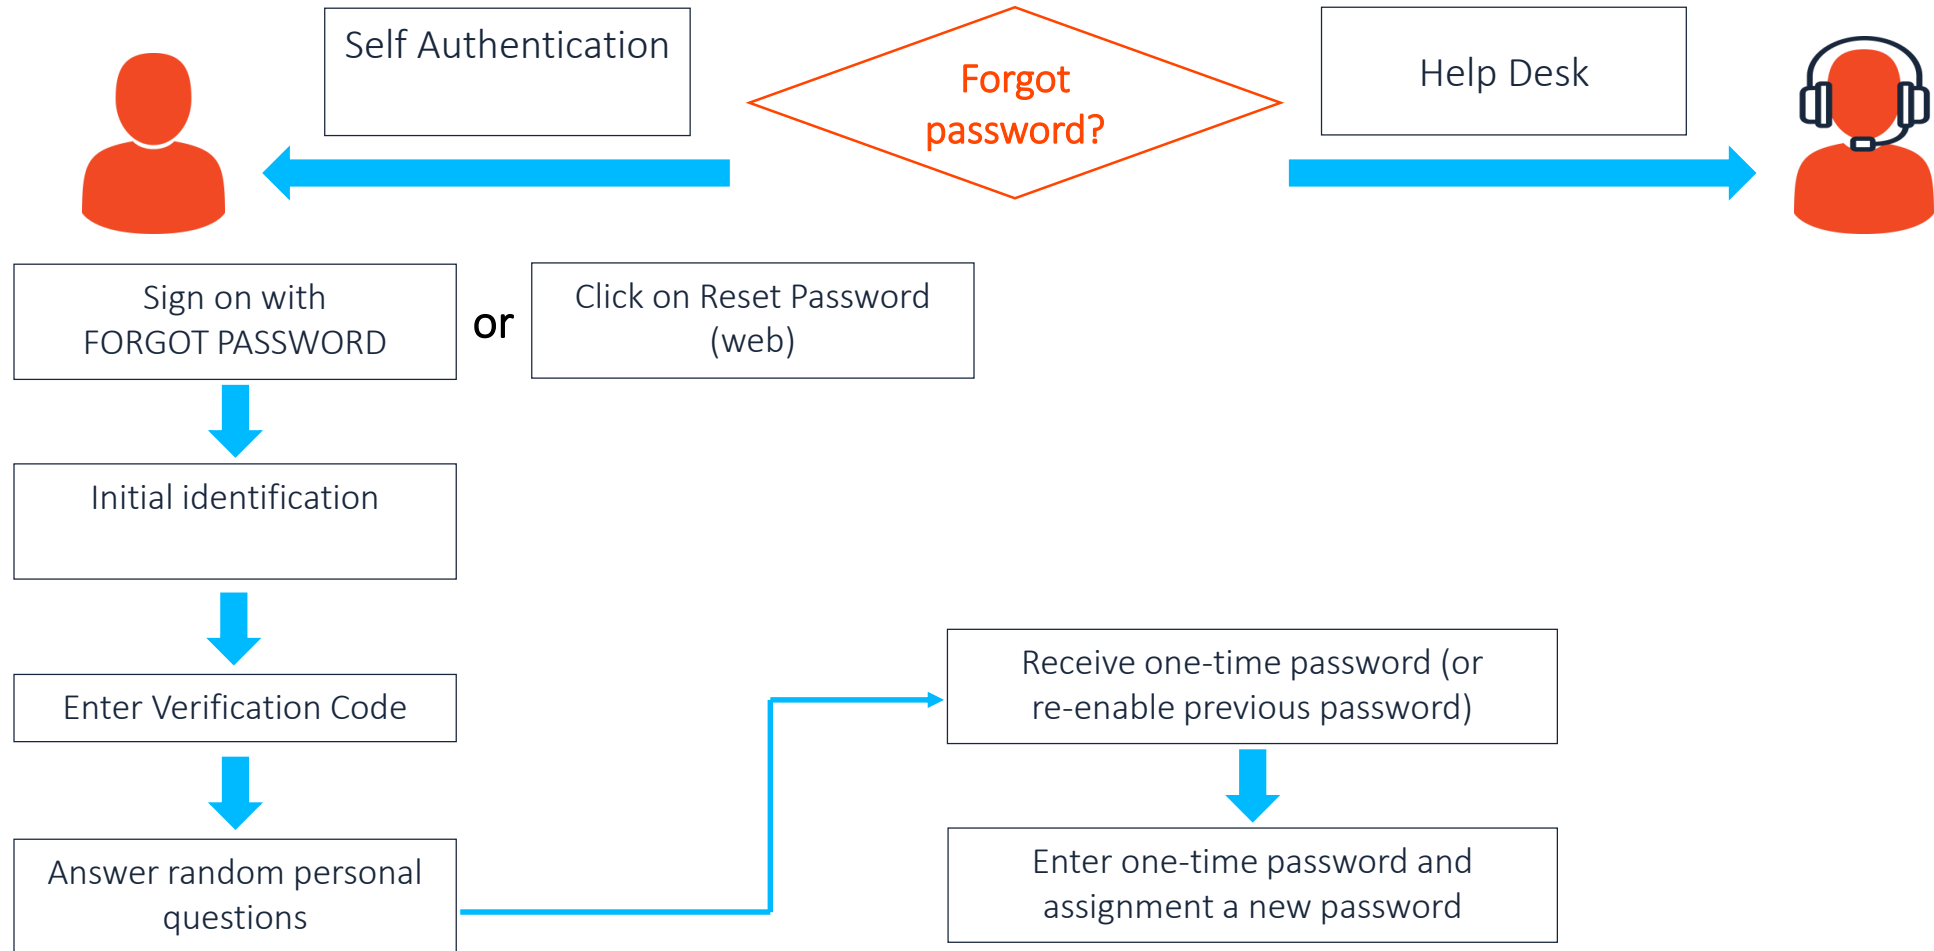 Self Authentication
Forgot
password?
Help Desk
Sign on with
FORGOT PASSWORD
or
Click on Reset Password
(web)
Initial identification
Enter Verification Code
Answer random personal
questions
Receive one-time password (or
re-enable previous password)
Enter one-time password and
assignment a new password